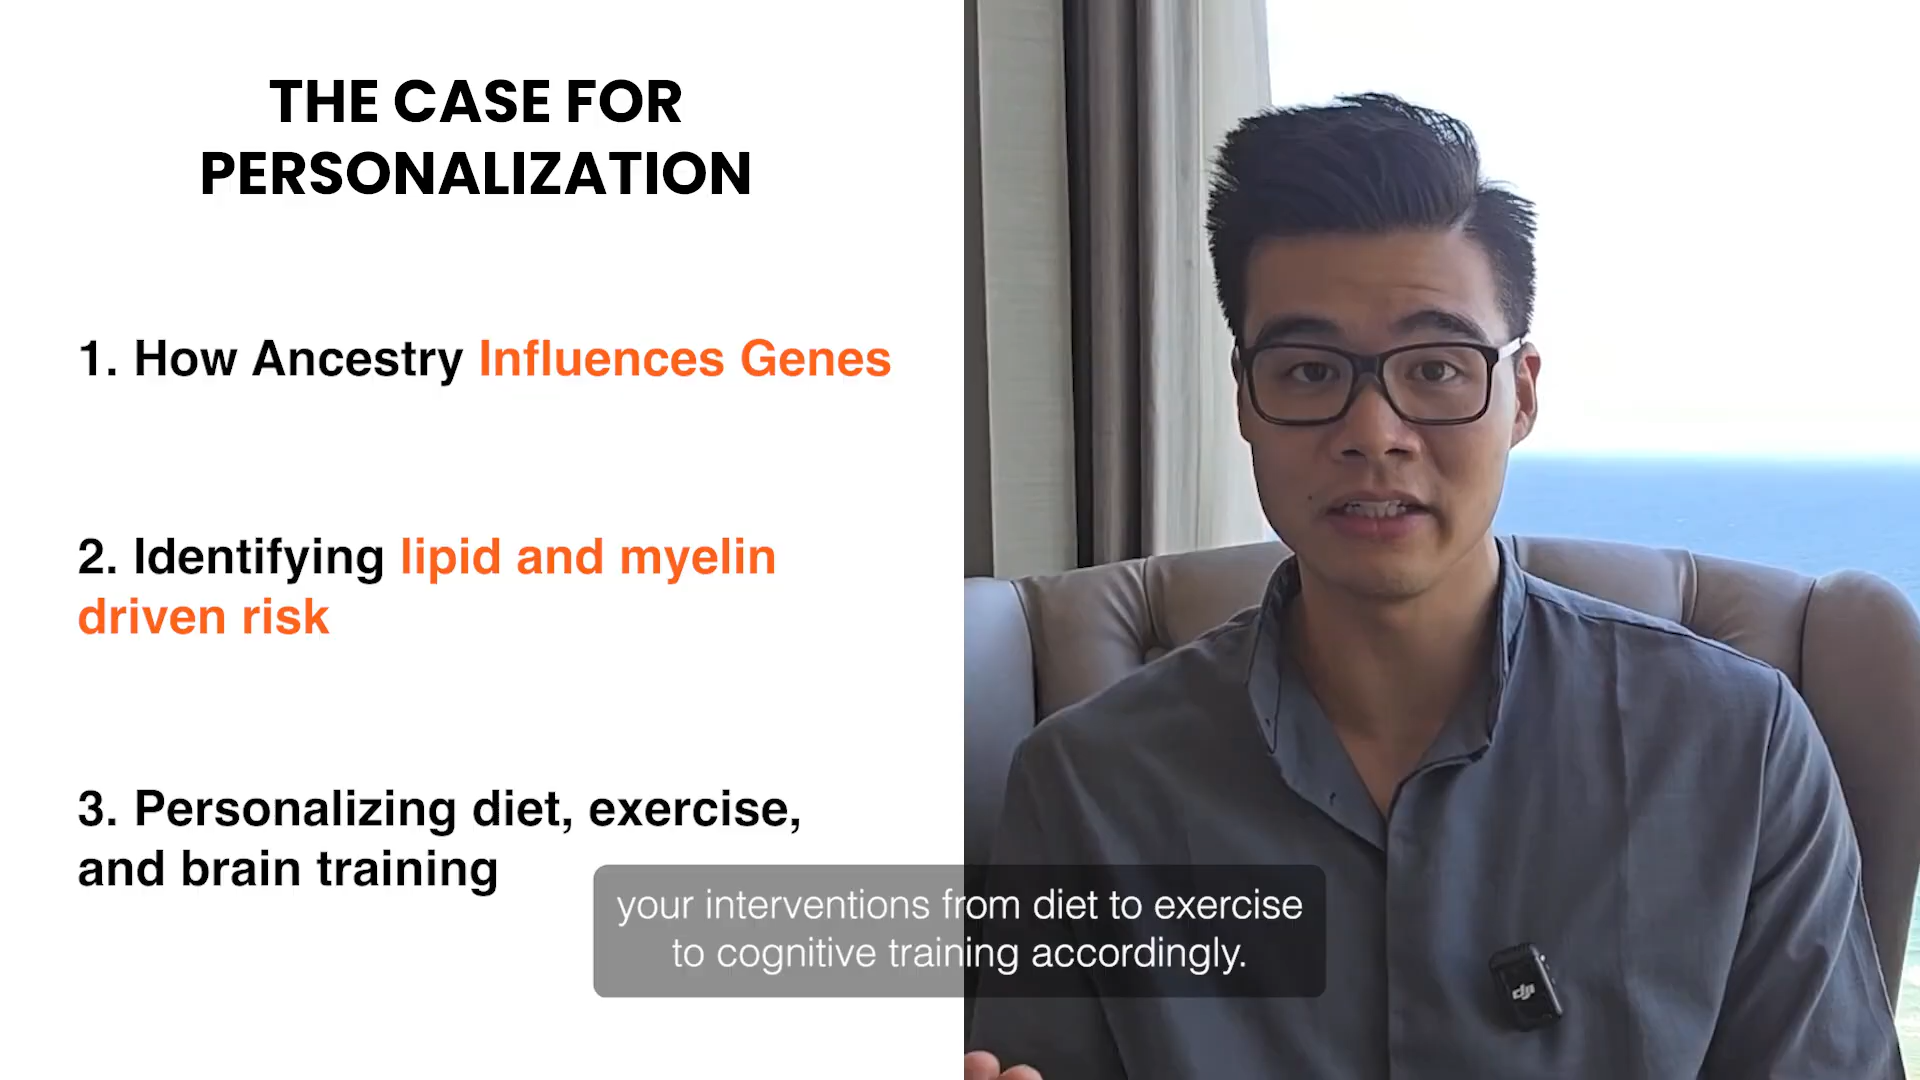 THE CASE FOR
PERSONALIZATION
1. How Ancestry Influences Genes
2. Identifying lipid and myelin
driven risk
3. Personalizing diet, exercise,
and brain training
your interventions from diet to exercise
to cognitive training accordingly.
dji